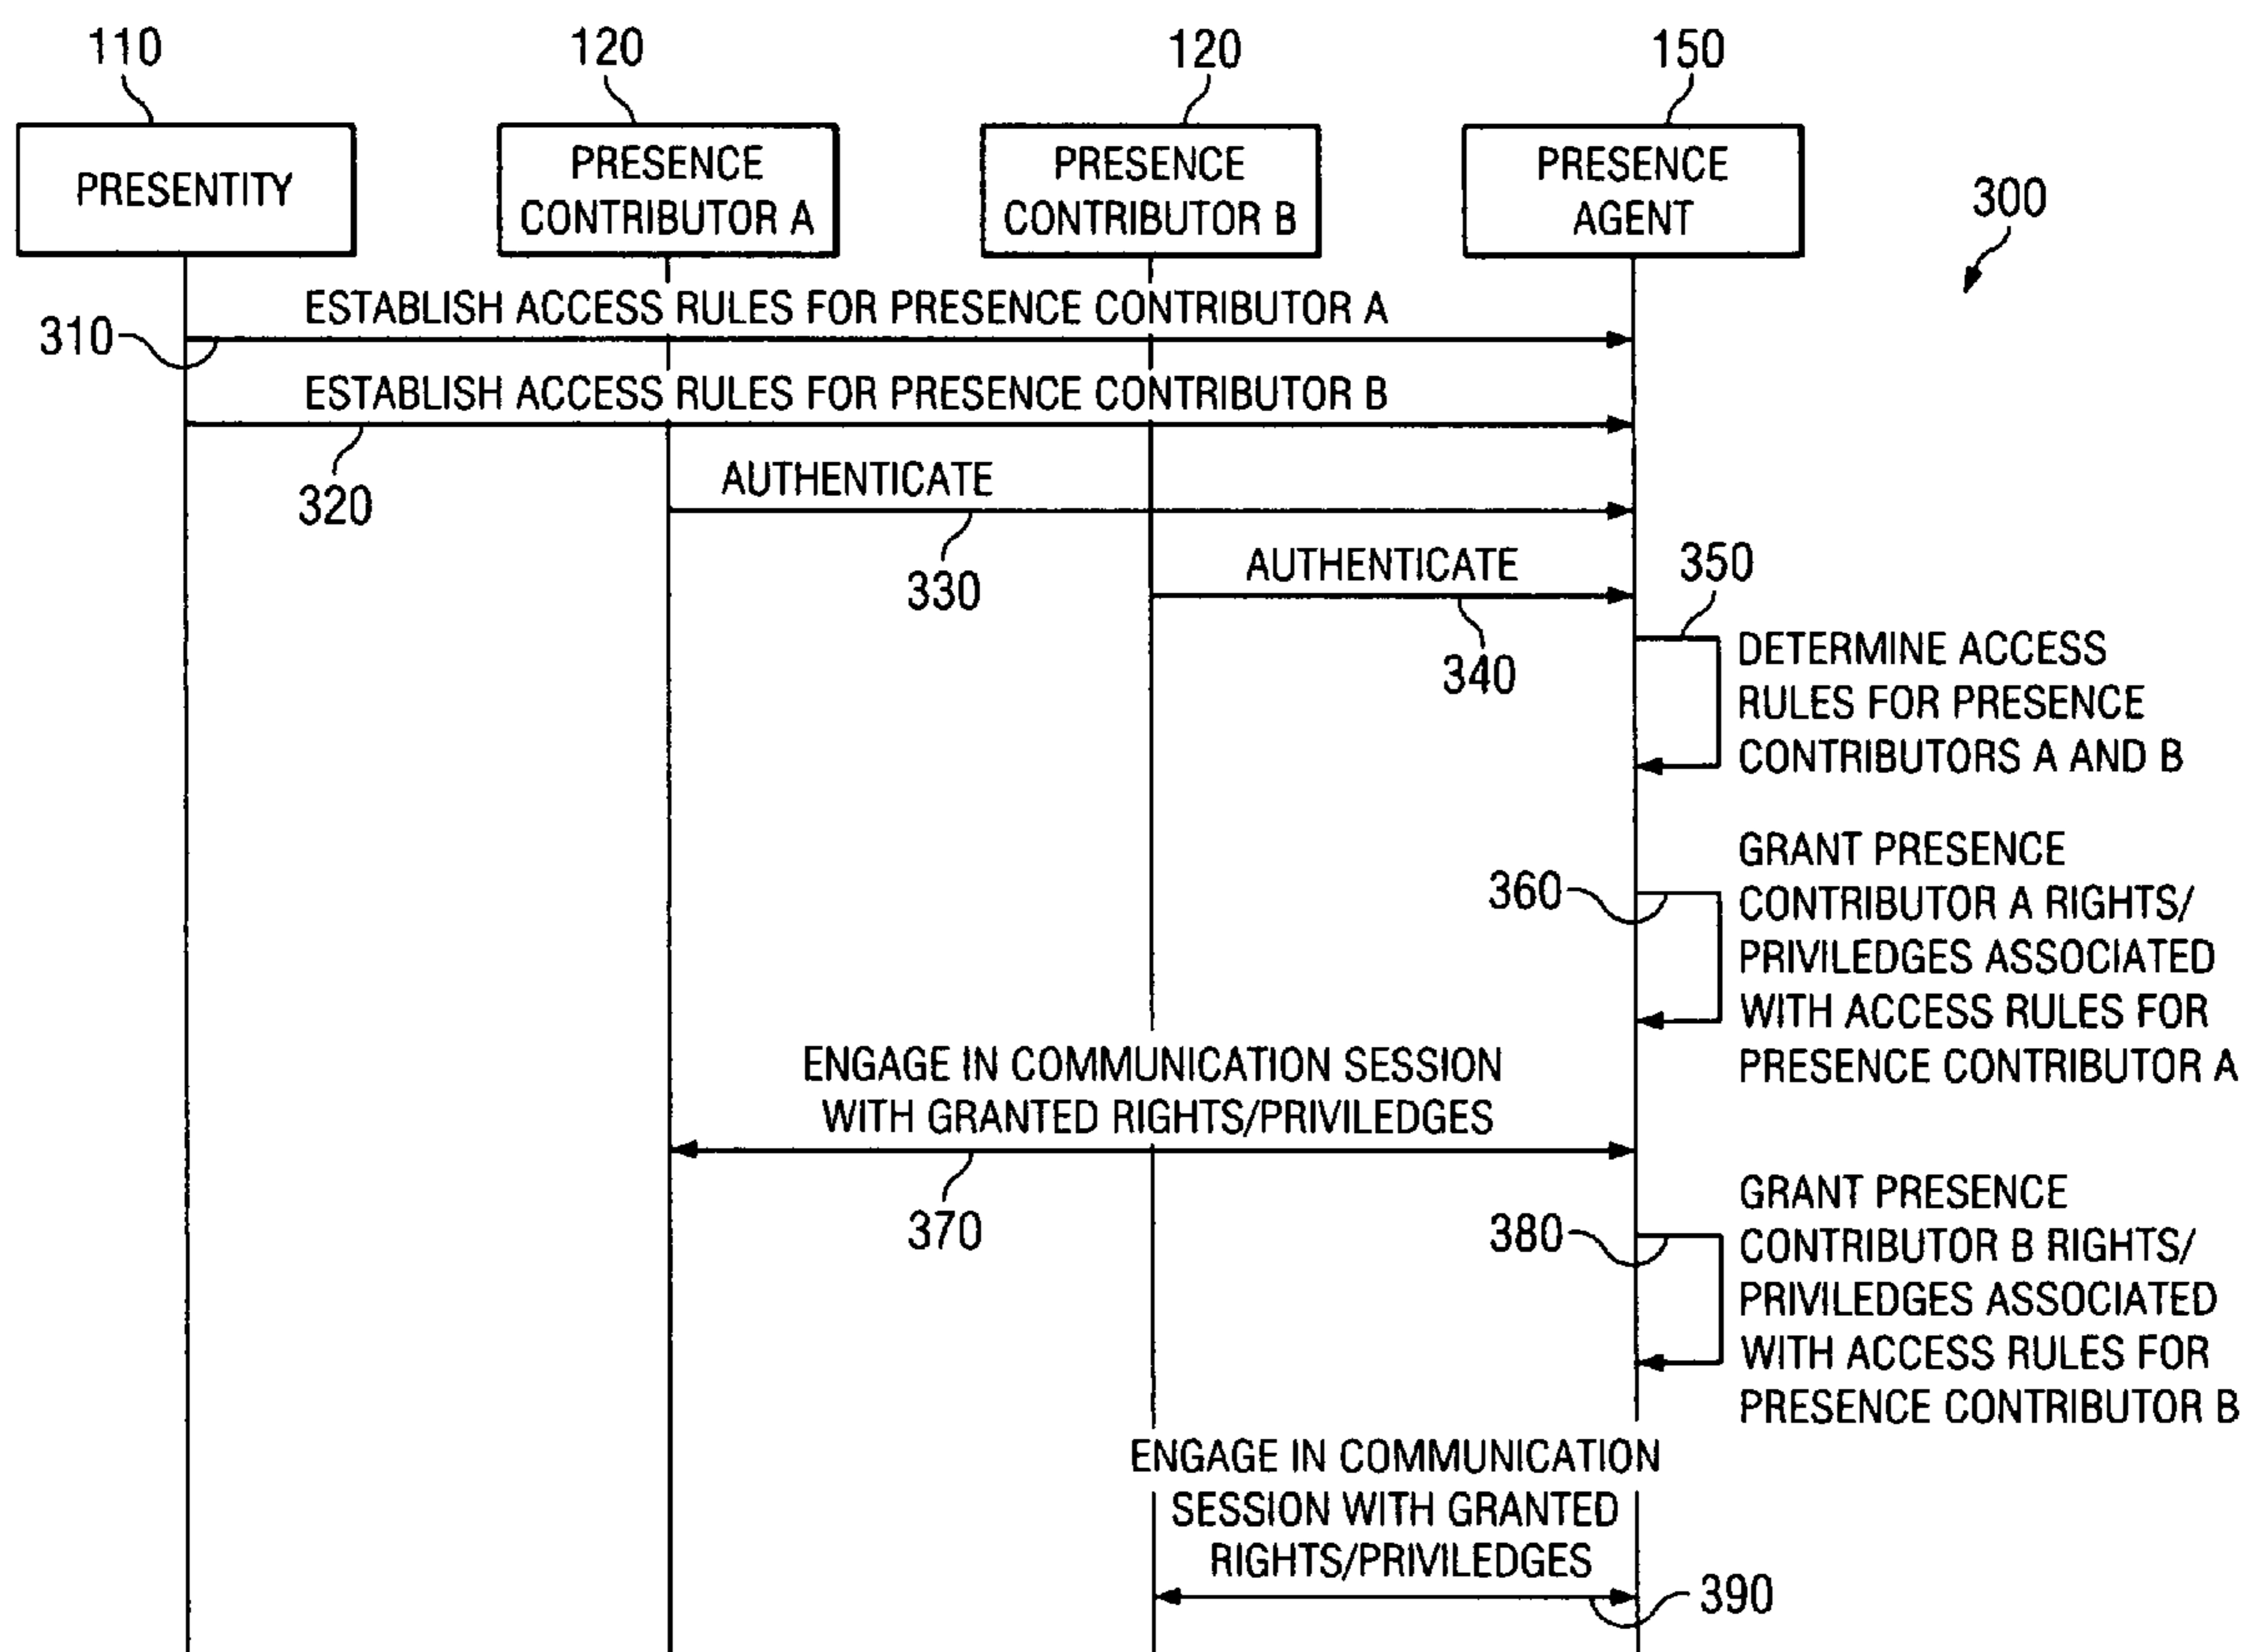 110
120
120
150
PRESENTITY
PRESENCE
CONTRIBUTOR A
PRESENCE
CONTRIBUTOR B
PRESENCE
AGENT
300
ESTABLISH ACCESS RULES FOR PRESENCE CONTRIBUTOR A
310
ESTABLISH ACCESS RULES FOR PRESENCE CONTRIBUTOR B
320
AUTHENTICATE
330
AUTHENTICATE
340
350
DETERMINE ACCESS
RULES FOR PRESENCE
CONTRIBUTORS A AND B
360
GRANT PRESENCE
CONTRIBUTOR A RIGHTS/
PRIVILEDGES ASSOCIATED
WITH ACCESS RULES FOR
PRESENCE CONTRIBUTOR A
ENGAGE IN COMMUNICATION SESSION
WITH GRANTED RIGHTS/PRIVILEDGES
370
380
GRANT PRESENCE
CONTRIBUTOR B RIGHTS/
PRIVILEDGES ASSOCIATED
WITH ACCESS RULES FOR
PRESENCE CONTRIBUTOR B
ENGAGE IN COMMUNICATION
SESSION WITH GRANTED
RIGHTS/PRIVILEDGES
390